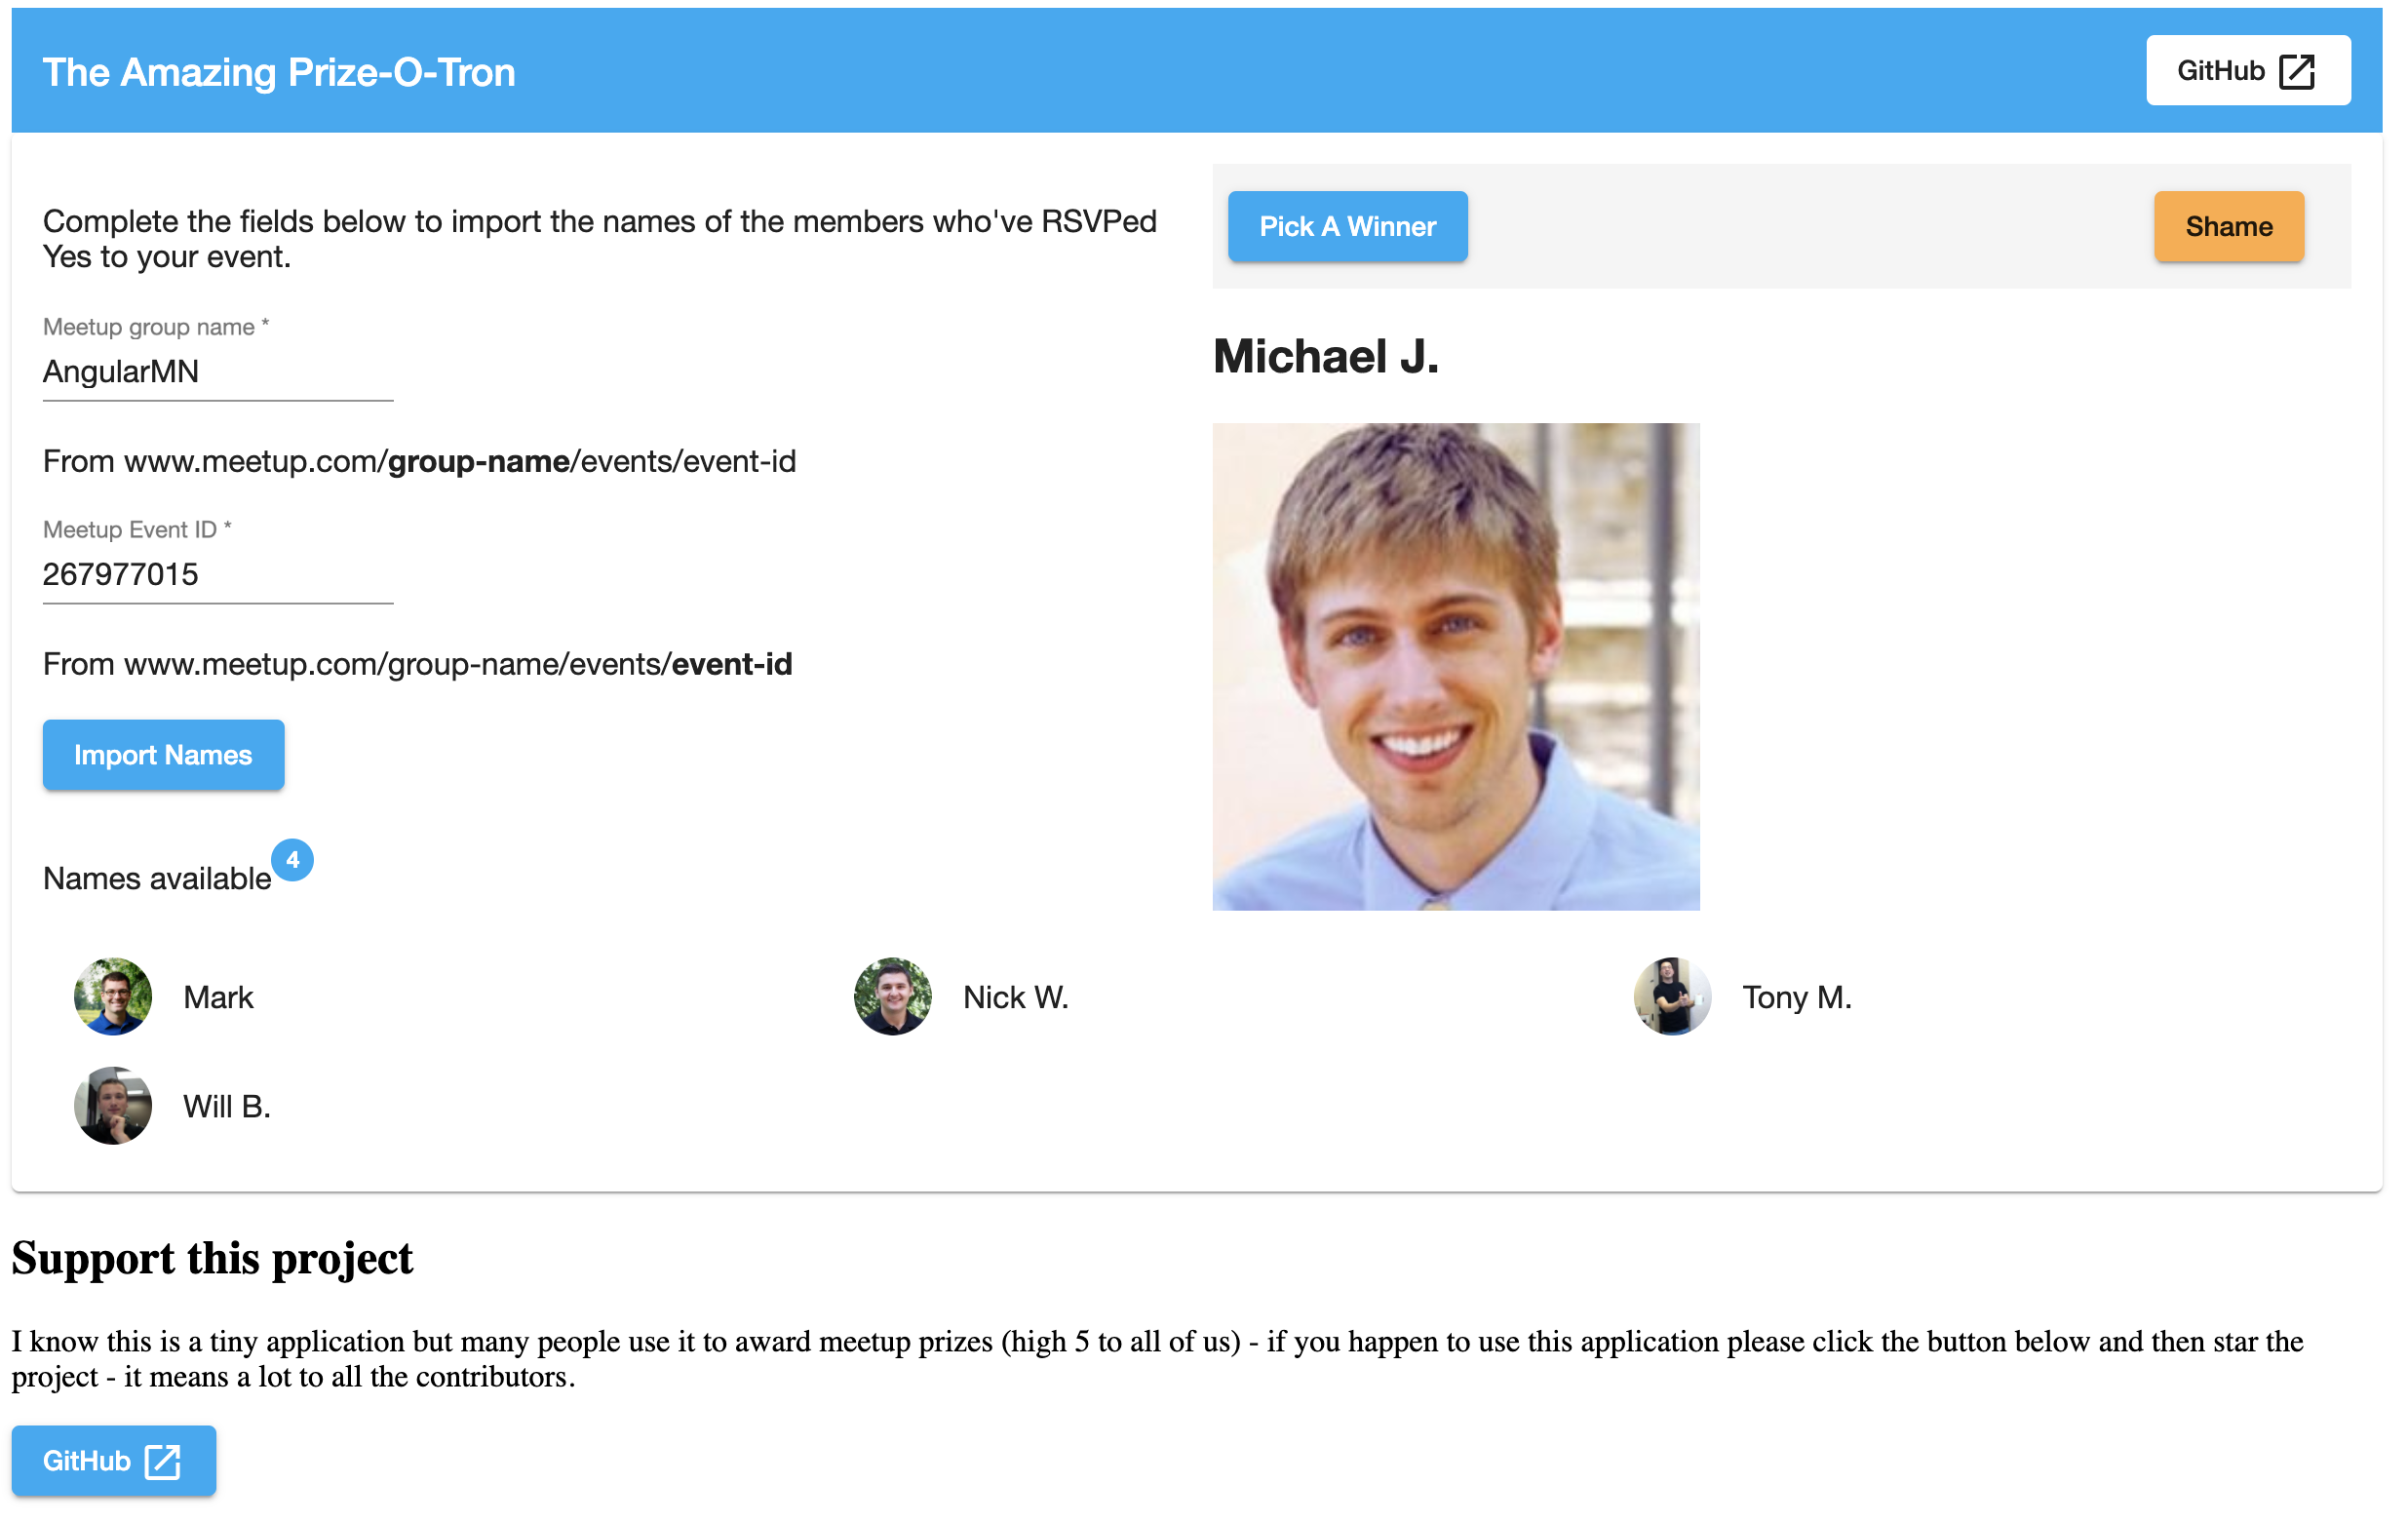 The Amazing Prize-O-Tron
GitHub
Complete the fields below to import the names of the members who've RSVPed
Yes to your event.
Meetup group name *
AngularMN
From www.meetup.com/group-name/events/event-id
Meetup Event ID *
267977015
From www.meetup.com/group-name/events/event-id
Import Names
Pick A Winner
Shame
Michael J.
Names available
4
Mark
Nick W.
Tony M.
Will B.
Support this project
I know this is a tiny application but many people use it to award meetup prizes (high 5 to all of us) - if you happen to use this application please click the button below and then star the
project - it means a lot to all the contributors.
GitHub